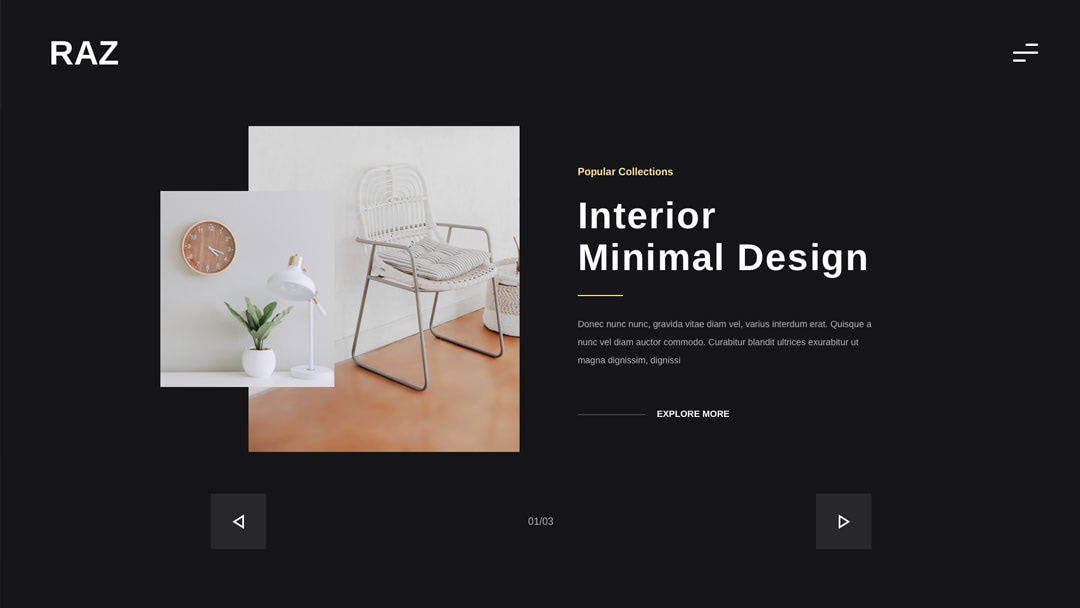 RAZ
Popular Collections
Interior
Minimal Design
Donec nunc nunc, gravida vitae diam vel, varius interdum erat. Quisque a
nunc vel diam auctor commodo. Curabitur blandit ultrices exurabitur ut
magna dignissim, dignissi
EXPLORE MORE
01/03